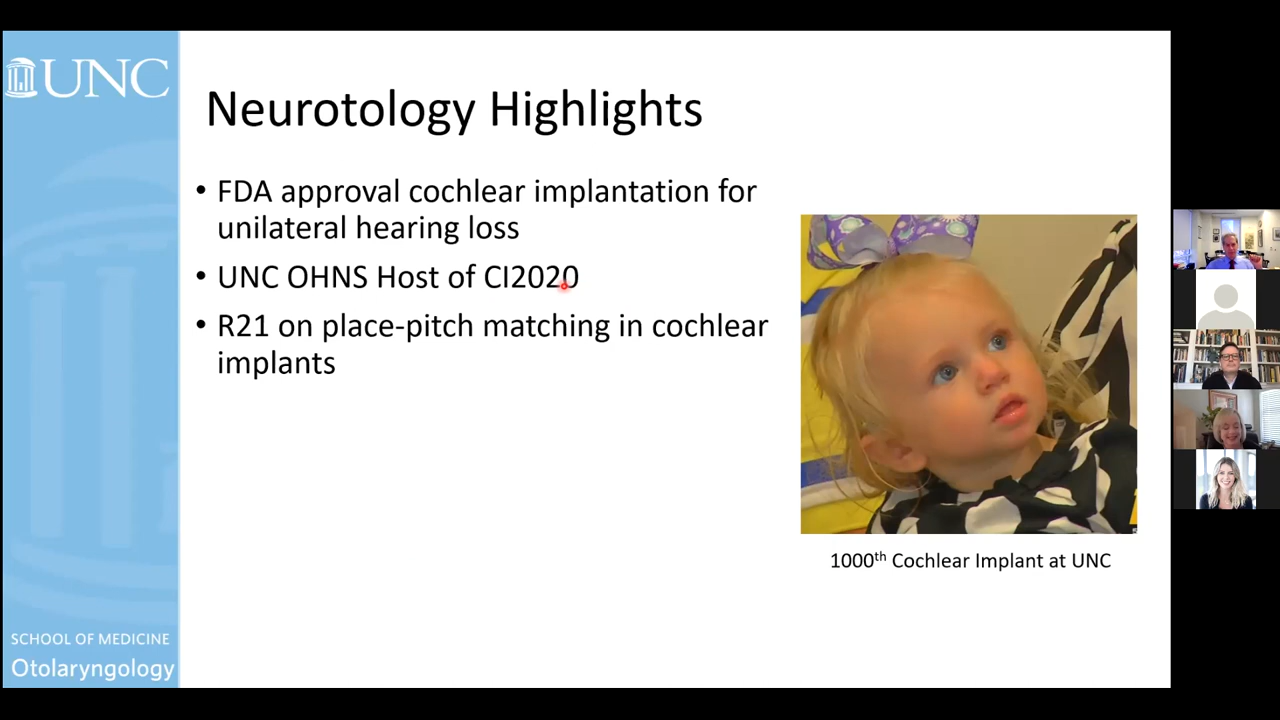 UNC
Neurotology Highlights
• FDA approval cochlear implantation for
unilateral hearing loss
• UNC OHNS Host of CI2020
• R21 on place-pitch matching in cochlear
implants
1000th Cochlear Implant at UNC
SCHOOL OF MEDICINE
Otolaryngology